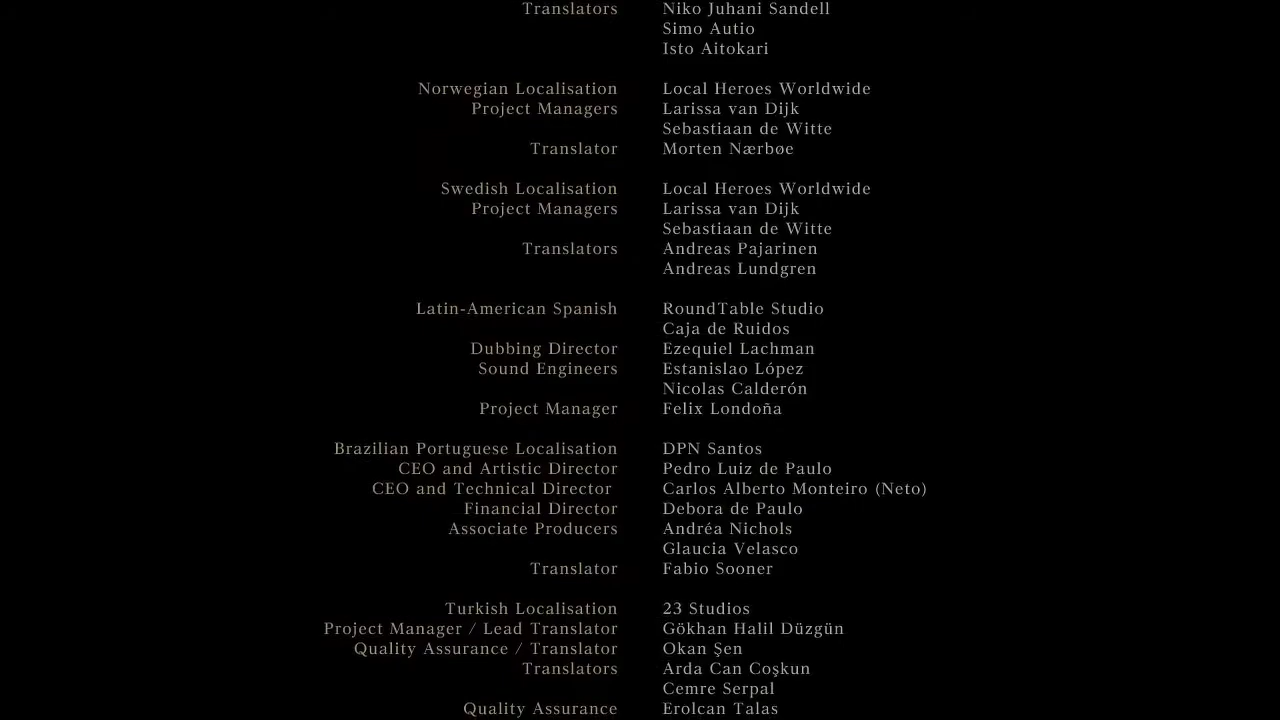 Translators Niko Juhani Sandell
Simo Autio
Isto Aitokari
Norwegian Localisation Local Heroes Worldwide
Project Managers Larissa van Dijk
Sebastiaan de Witte
Translator Morten Nærbøe
Swedish Localisation Local Heroes Worldwide
Project Managers Larissa van Dijk
Sebastiaan de Witte
Translators Andreas Pajarinen
Andreas Lundgren
Latin-American Spanish RoundTable Studio
Caja de Ruidos
Dubbing Director Ezequiel Lachman
Sound Engineers Estanislao López
Nicolas Calderón
Project Manager Felix Londoña
Brazilian Portuguese Localisation DPN Santos
CEO and Artistic Director Pedro Luiz de Paulo
CEO and Technical Director Carlos Alberto Monteiro (Neto)
Financial Director Debora de Paulo
Associate Producers Andréa Nichols
Glaucia Velasco
Translator Fabio Sooner
Turkish Localisation 23 Studios
Project Manager / Lead Translator Gökhan Halil Düzgün
Quality Assurance / Translator Okan Şen
Translators Arda Can Coşkun
Cemre Serpal
Quality Assurance Erolcan Talas